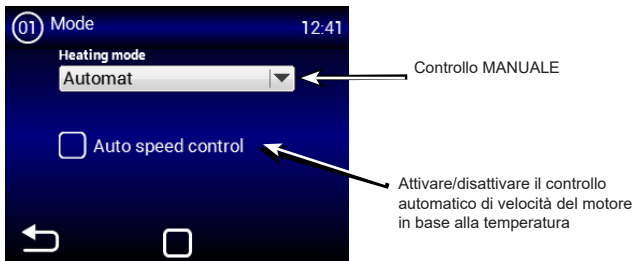 01 Mode 12:41
Heating mode
Automat
Controllo MANUALE
Auto speed control
Attivare/disattivare il controllo
automatico di velocità del motore
in base alla temperatura